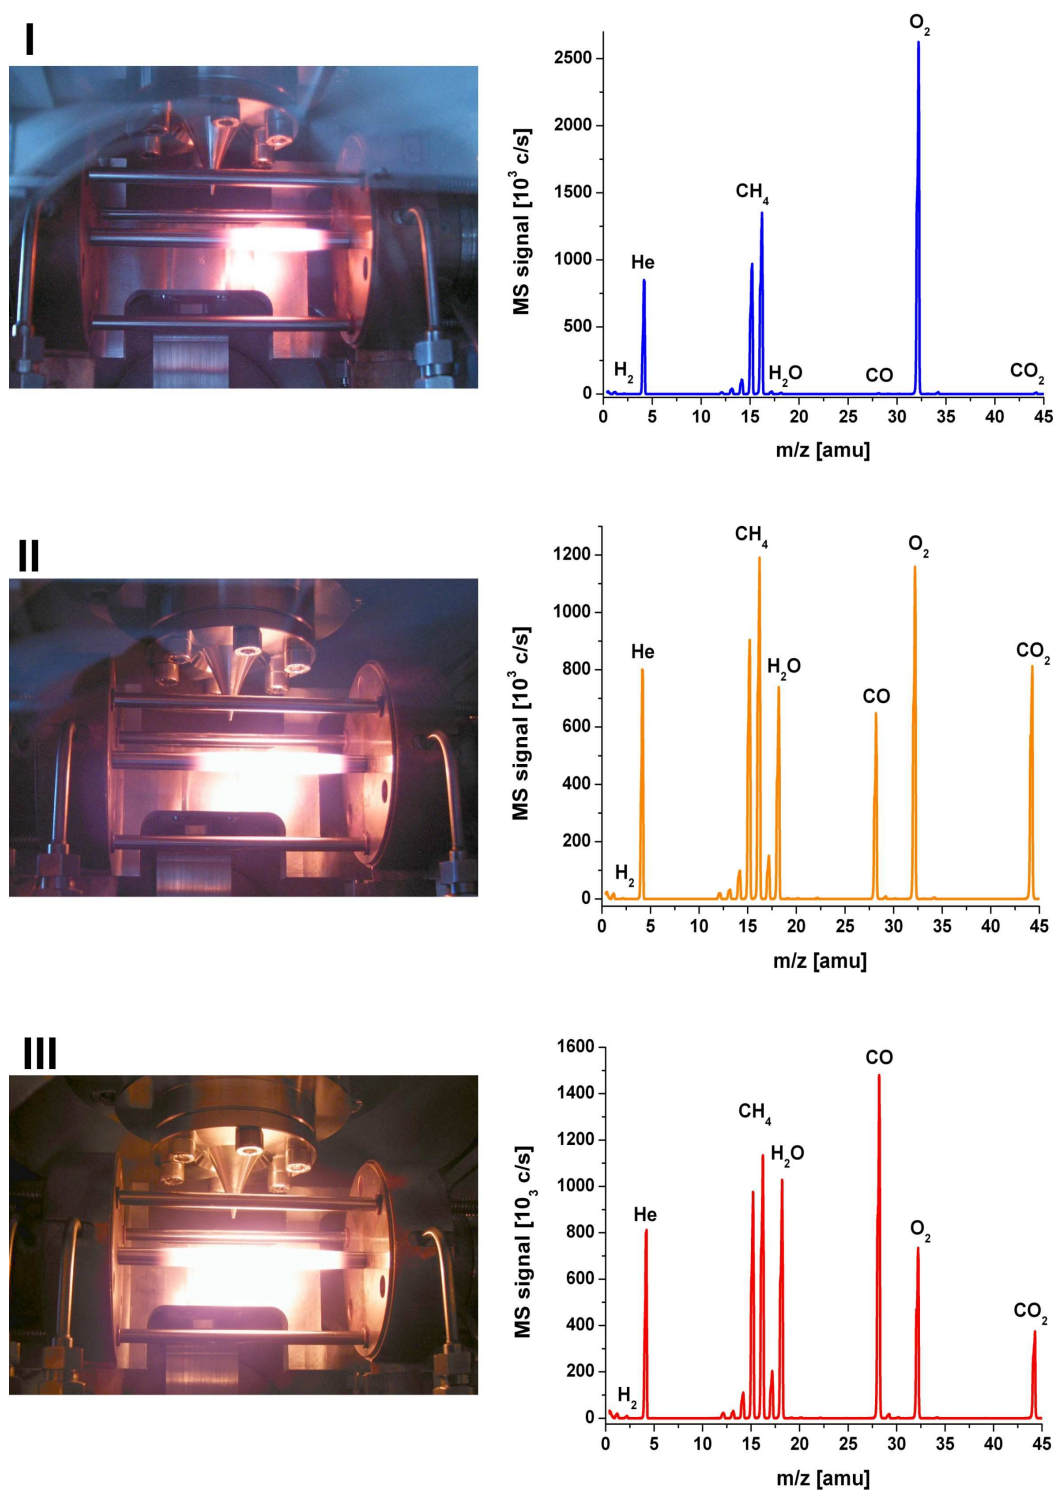 I
O2
2500
2000
1500
1000
500
0
MS signal [10³ c/s]
H2
He
CH4
H2O
CO
CO2
0 5 10 15 20 25 30 35 40 45
m/z [amu]
II
1200
1000
800
600
400
200
0
MS signal [10³ c/s]
H2
He
CH4
H2O
CO
O2
CO2
0 5 10 15 20 25 30 35 40 45
m/z [amu]
III
1600
1400
1200
1000
800
600
400
200
0
MS signal [10₃ c/s]
H2
He
CH4
H2O
CO
O2
CO2
0 5 10 15 20 25 30 35 40 45
m/z [amu]